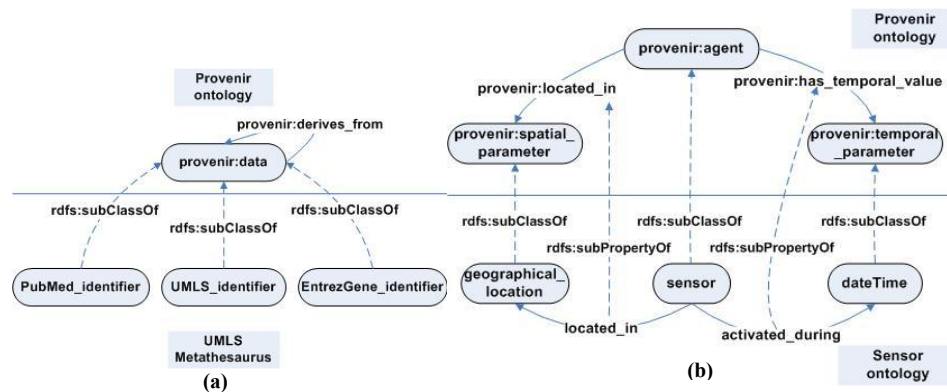 Provenir
ontology
provenir:derives_from
provenir:data
rdfs:subClassOf
rdfs:subClassOf
rdfs:subClassOf
PubMed_identifier
UMLS_identifier
EntrezGene_identifier
UMLS
Metathesaurus
(a)
Provenir
ontology
provenir:agent
provenir:located_in
provenir:has_temporal_value
provenir:spatial_
parameter
provenir:temporal
_parameter
rdfs:subClassOf
rdfs:subClassOf
rdfs:subClassOf
rdfs:subPropertyOf
rdfs:subPropertyOf
geographical_
location
sensor
dateTime
located_in
activated_during
(b)
Sensor
ontology